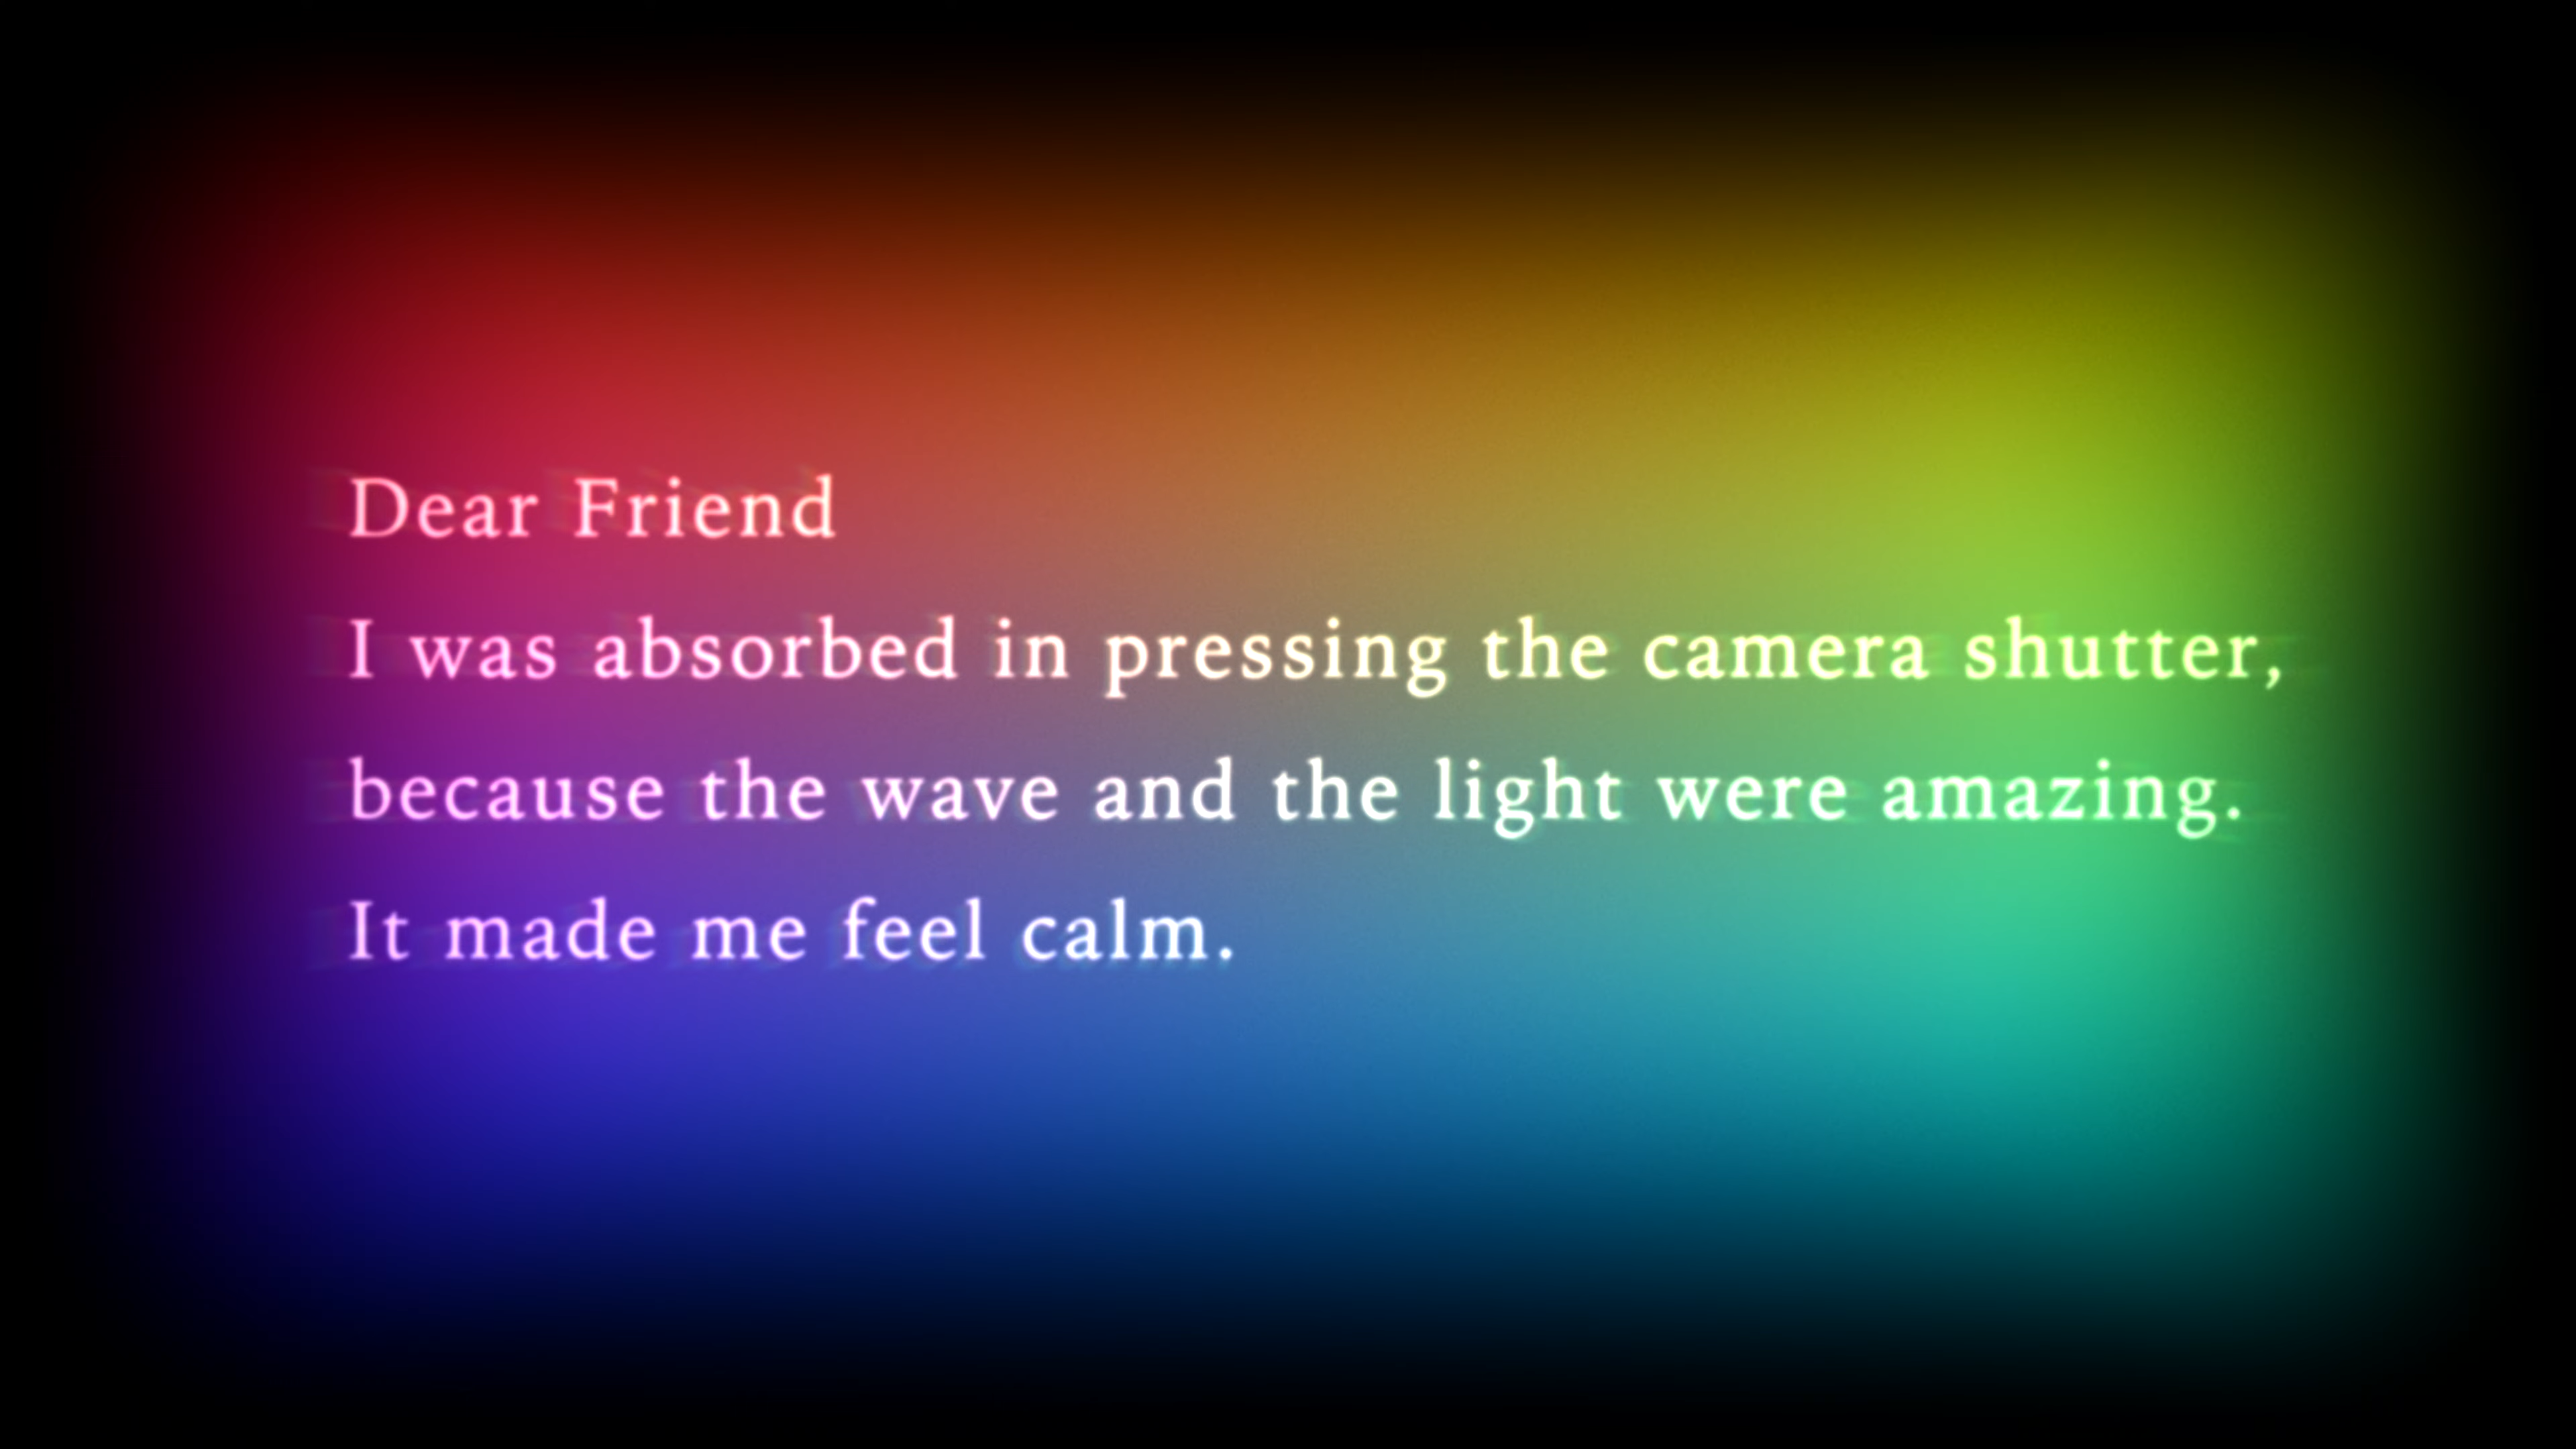 Dear Friend
I was absorbed in pressing the camera shutter,
because the wave and the light were amazing.
It made me feel calm.